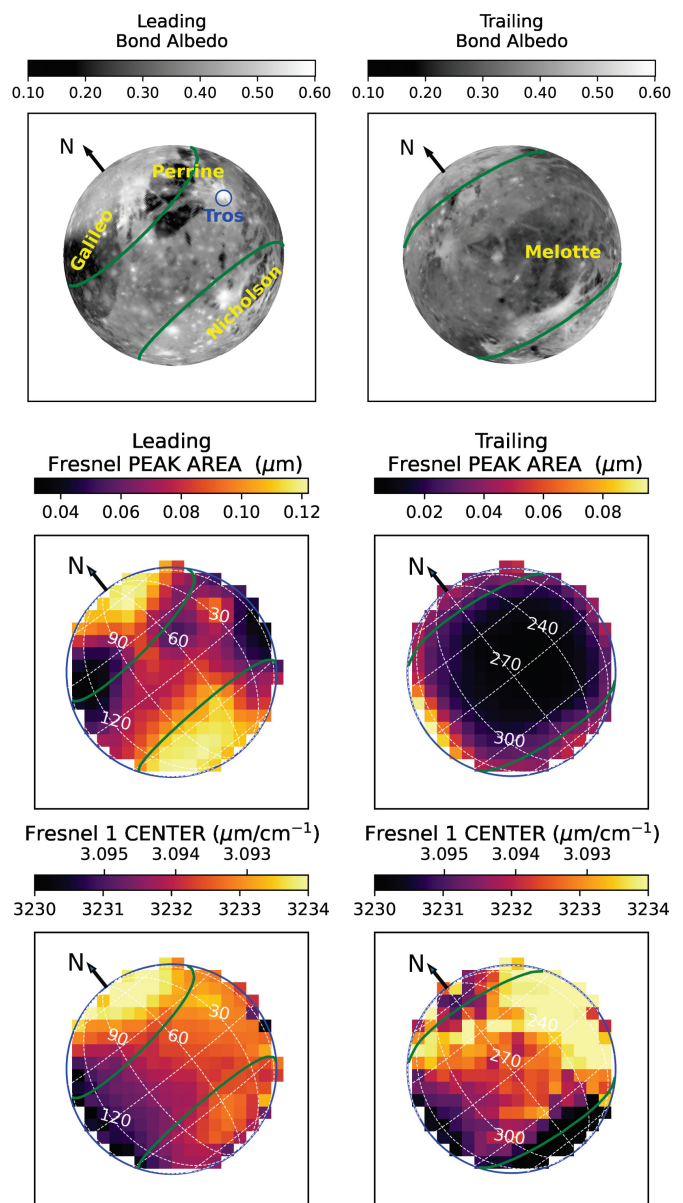 Leading
Bond Albedo
0.10 0.20 0.30 0.40 0.50 0.60
N
Perrine
Tros
Galileo
Nicholson
Trailing
Bond Albedo
0.10 0.20 0.30 0.40 0.50 0.60
N
Melotte
Leading
Fresnel PEAK AREA (μm)
0.04 0.06 0.08 0.10 0.12
N
30
60
90
120
Trailing
Fresnel PEAK AREA (μm)
0.02 0.04 0.06 0.08
N
240
270
300
Fresnel 1 CENTER (μm/cm⁻¹)
3.095 3.094 3.093
3230 3231 3232 3233 3234
N
30
60
90
120
Fresnel 1 CENTER (μm/cm⁻¹)
3.095 3.094 3.093
3230 3231 3232 3233 3234
N
240
270
300